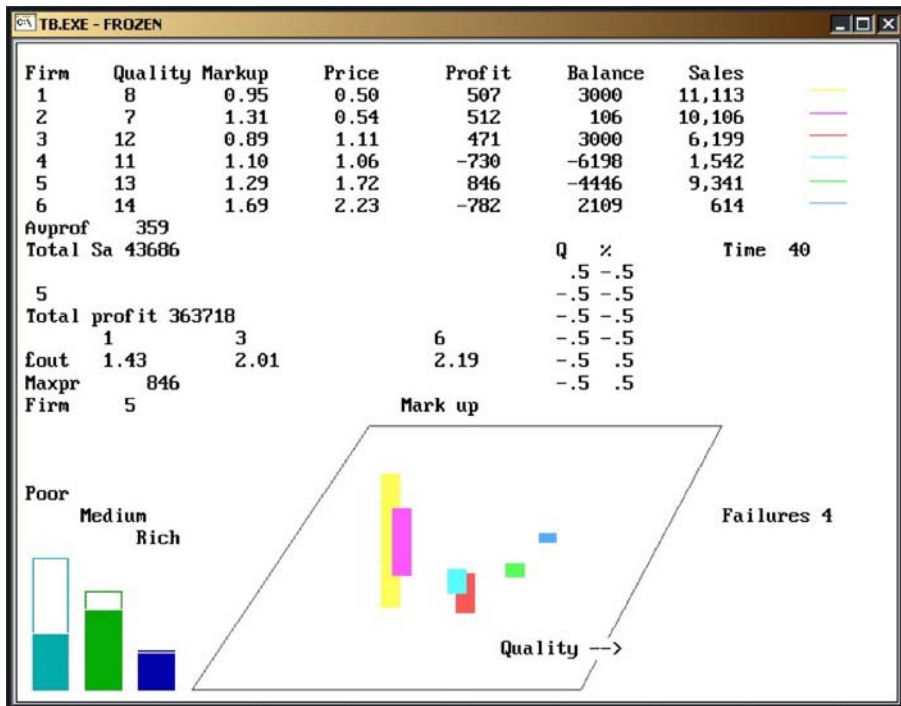 TB.EXE - FROZEN
Firm Quality Markup Price Profit Balance Sales
1 8 0.95 0.50 507 3000 11,113
2 7 1.31 0.54 512 106 10,106
3 12 0.89 1.11 471 3000 6,199
4 11 1.10 1.06 -730 -6198 1,542
5 13 1.29 1.72 846 -4446 9,341
6 14 1.69 2.23 -782 2109 614
Avprof 359
Total Sa 43686 Q % Time 40
.5 -.5
5 -.5 -.5
Total profit 363718 -.5 -.5
1 3 6 -.5 -.5
£out 1.43 2.01 2.19 -.5 .5
Maxpr 846 -.5 .5
Firm 5 Mark up
Poor
Medium Failures 4
Rich
Quality -->